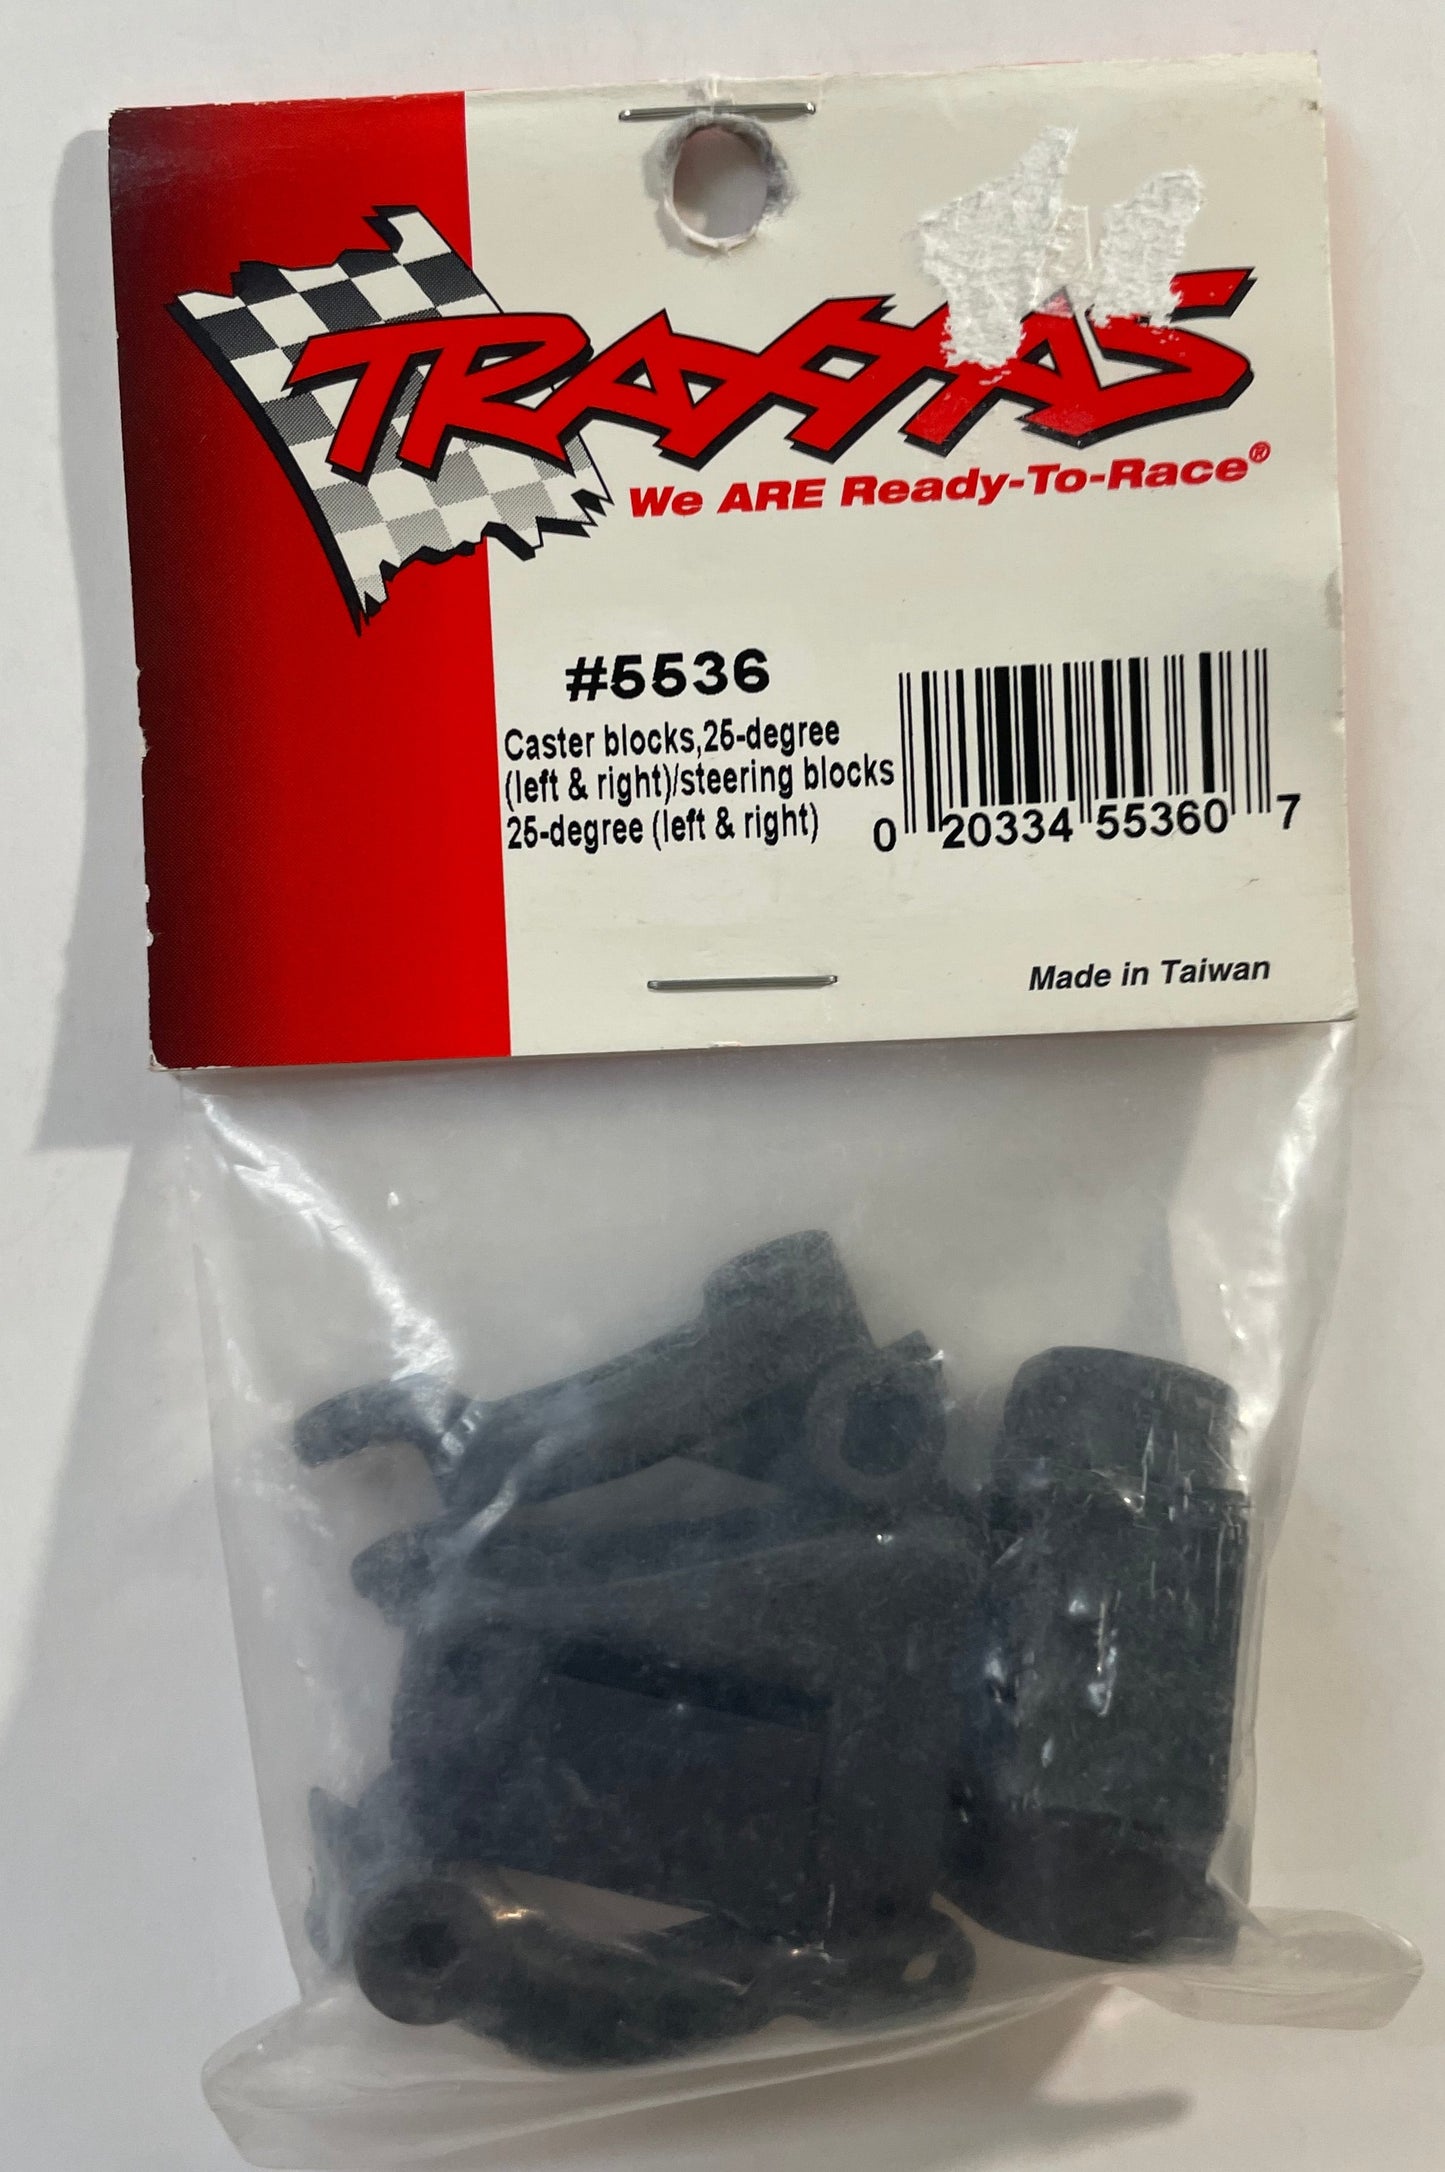 TRAXXAS
We ARE Ready-To-Race®
#5536
Caster blocks,25-degree
(left & right)/steering blocks
25-degree (left & right)
0 20334 55360 7
Made in Taiwan